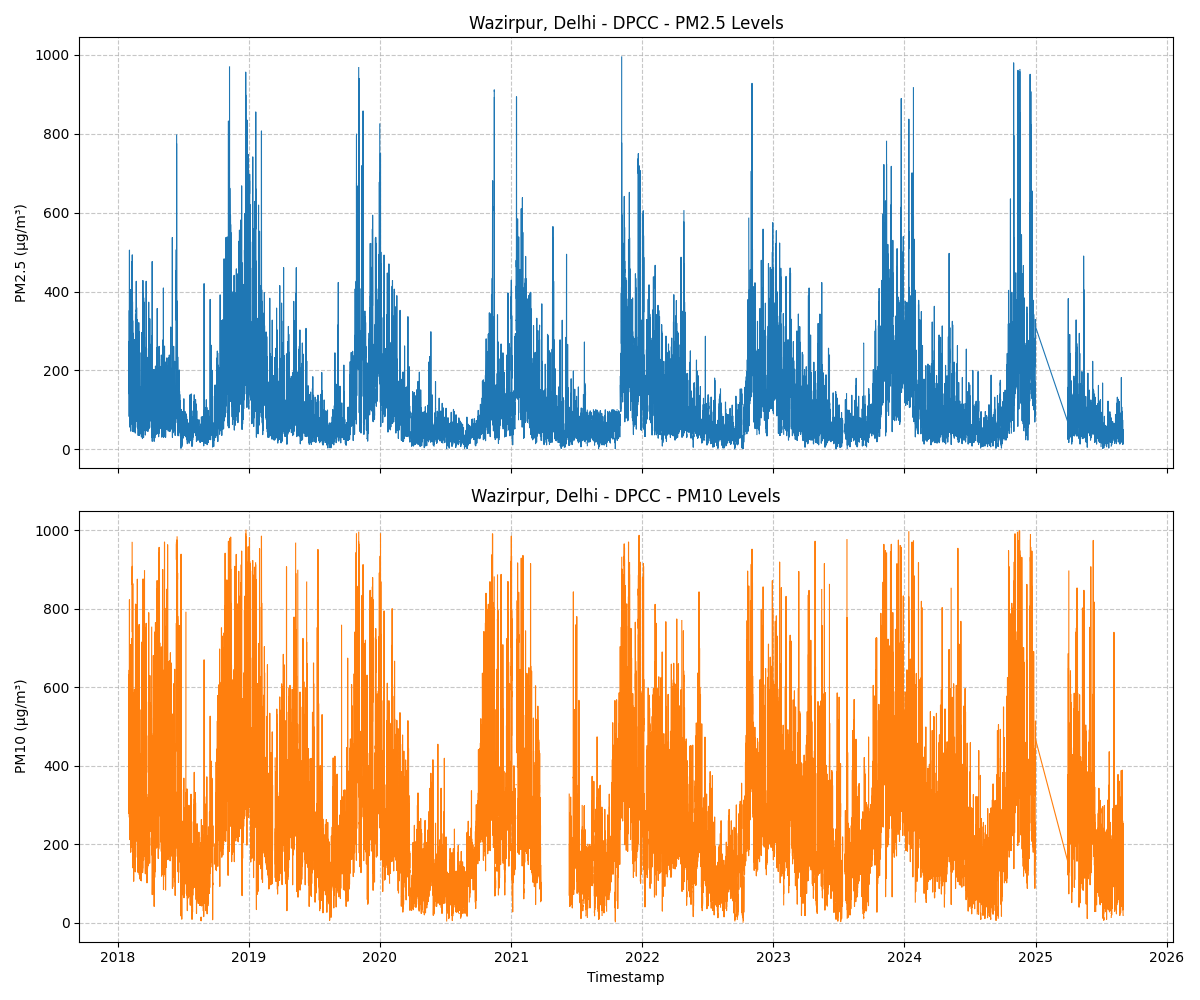 Wazirpur, Delhi - DPCC - PM2.5 Levels
1000
800
600
400
200
0
PM2.5 (µg/m³)
Wazirpur, Delhi - DPCC - PM10 Levels
1000
800
600
400
200
0
PM10 (µg/m³)
2018 2019 2020 2021 2022 2023 2024 2025 2026
Timestamp